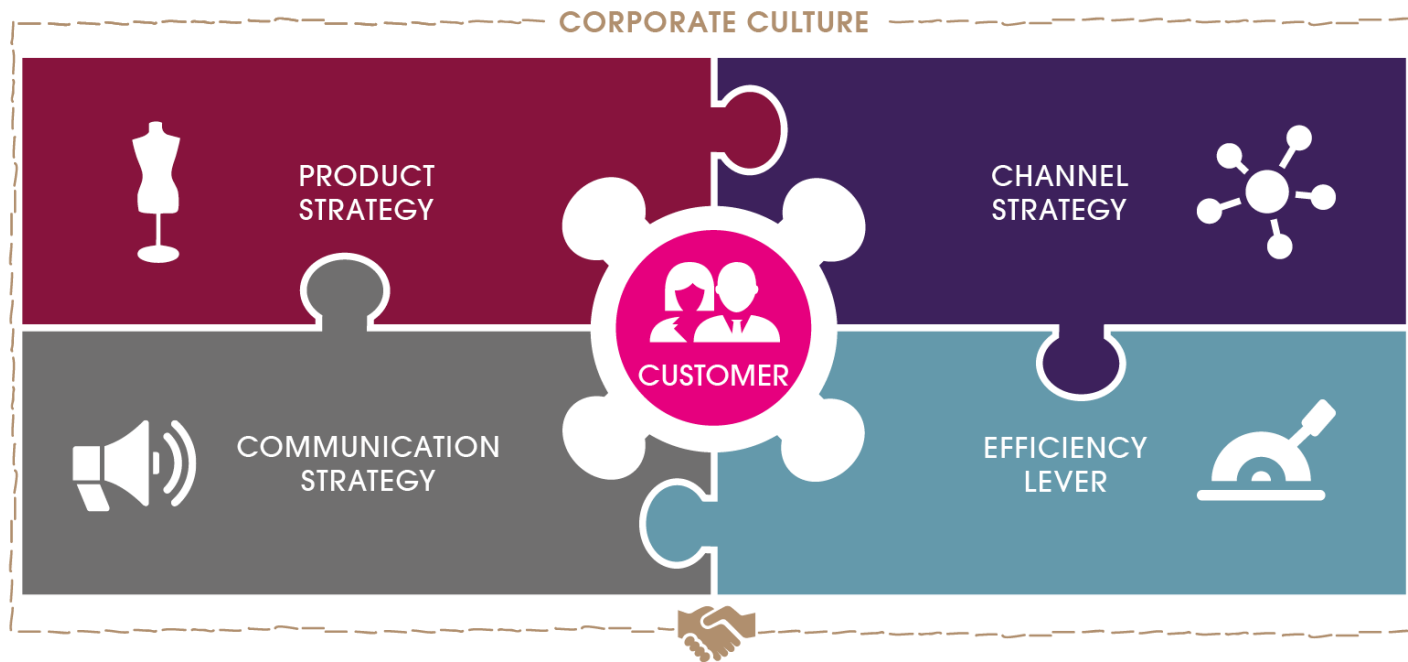 CORPORATE CULTURE
PRODUCT
STRATEGY
CHANNEL
STRATEGY
CUSTOMER
COMMUNICATION
STRATEGY
EFFICIENCY
LEVER